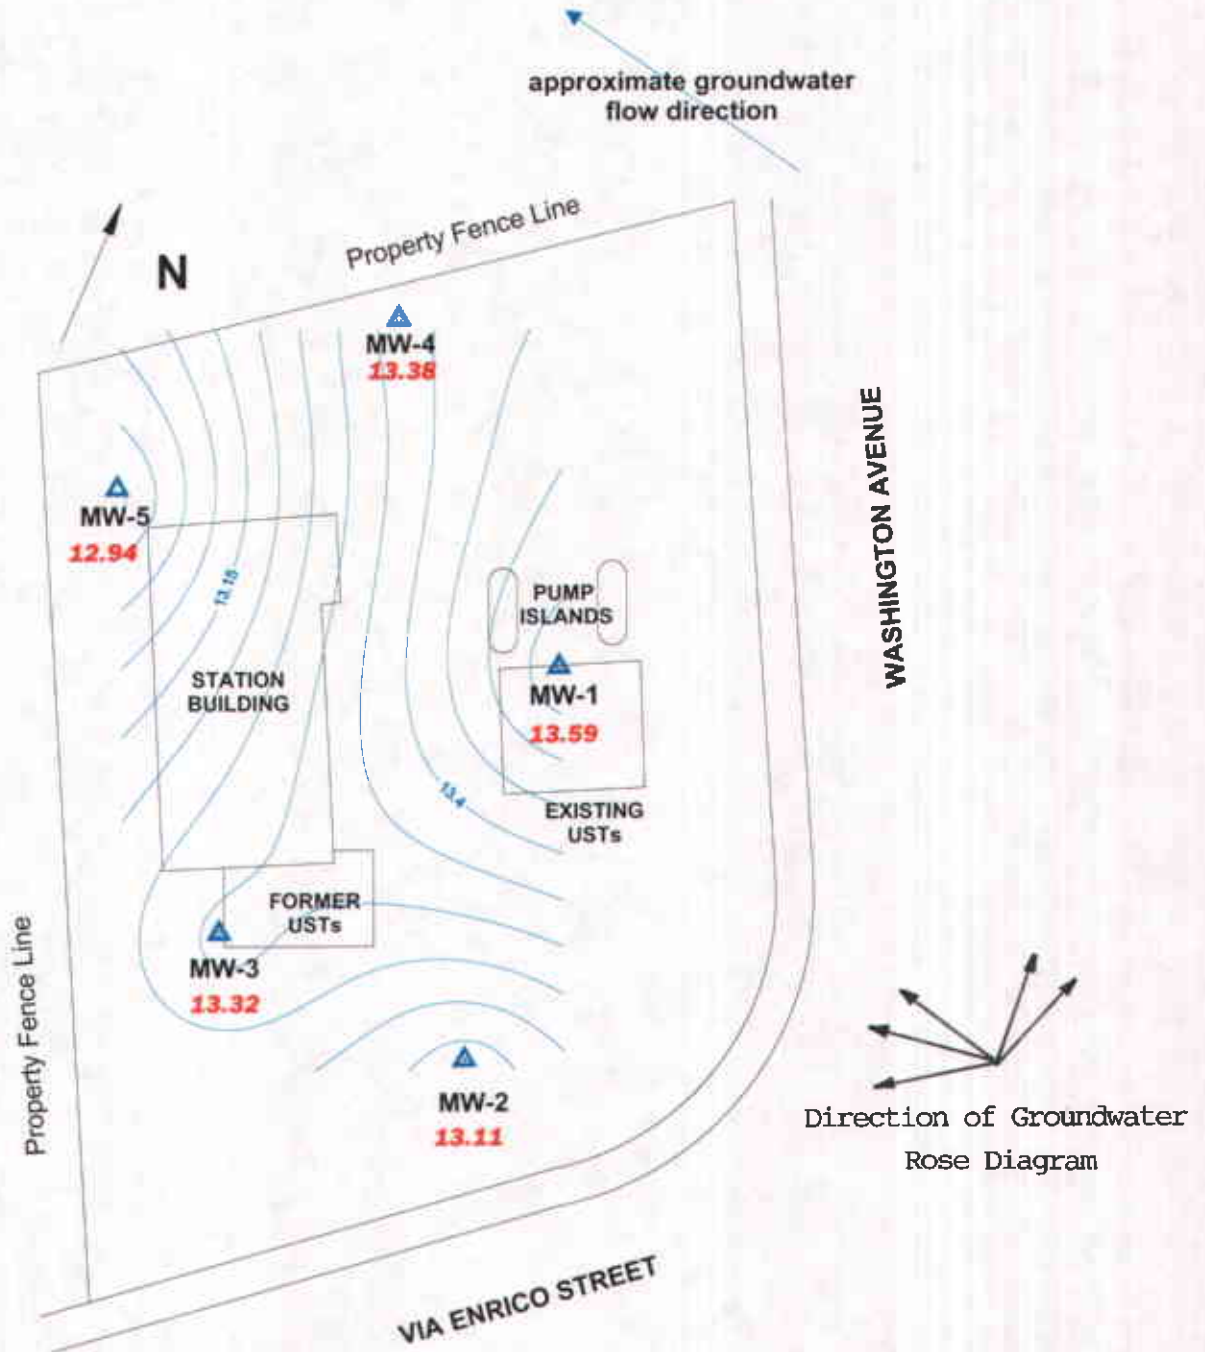 approximate groundwater
flow direction
N
Property Fence Line
MW-4
13.38
WASHINGTON AVENUE
MW-5
12.94
13.15
PUMP
ISLANDS
STATION
BUILDING
MW-1
13.59
13.4
EXISTING
USTs
FORMER
USTs
MW-3
13.32
Property Fence Line
MW-2
13.11
Direction of Groundwater
Rose Diagram
VIA ENRICO STREET